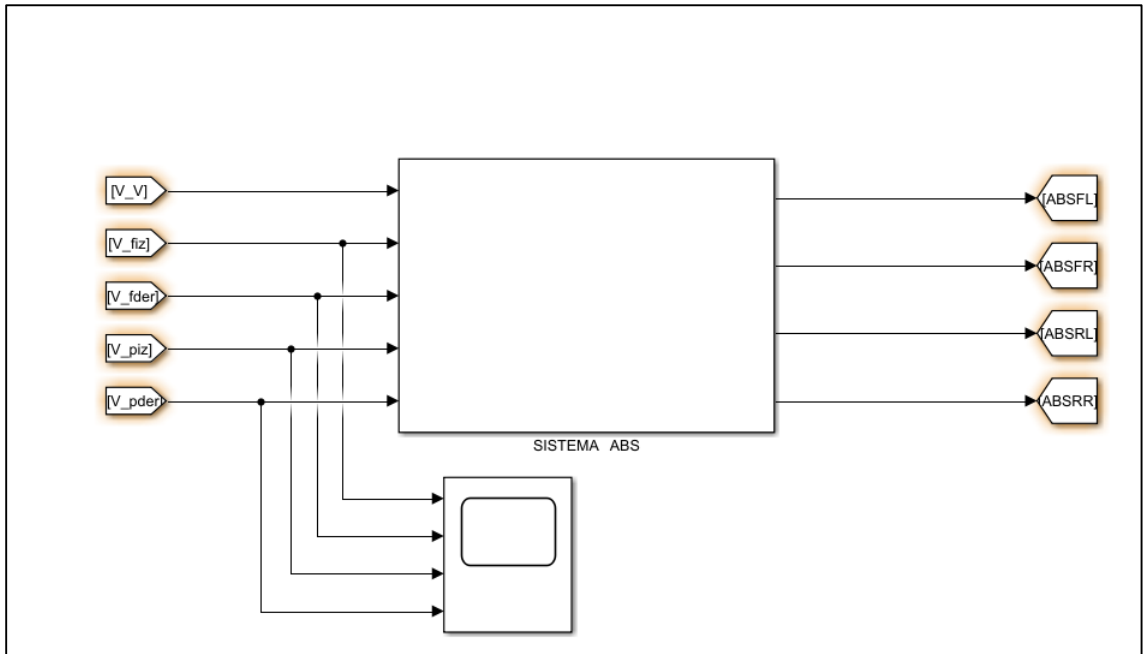 [V_V]
[V_fiz]
[V_fder]
[V_piz]
[V_pder]
[ABSFL]
[ABSFR]
[ABSRL]
[ABSRR]
SISTEMA ABS